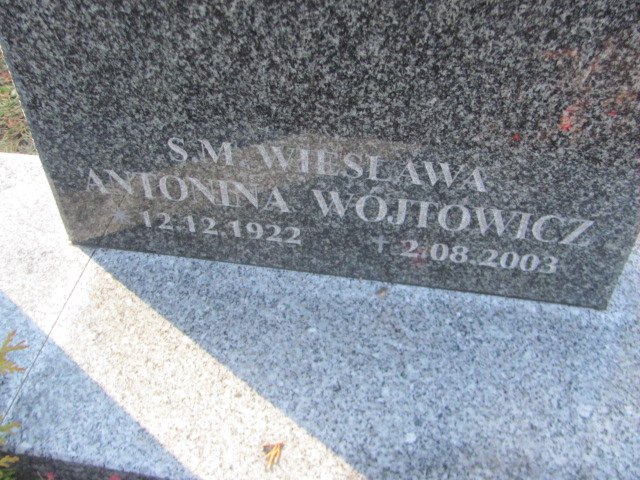 S.M. WIESŁAWA
ANTONINA WÓJTOWICZ
* 12.12.1922 + 2.08.2003